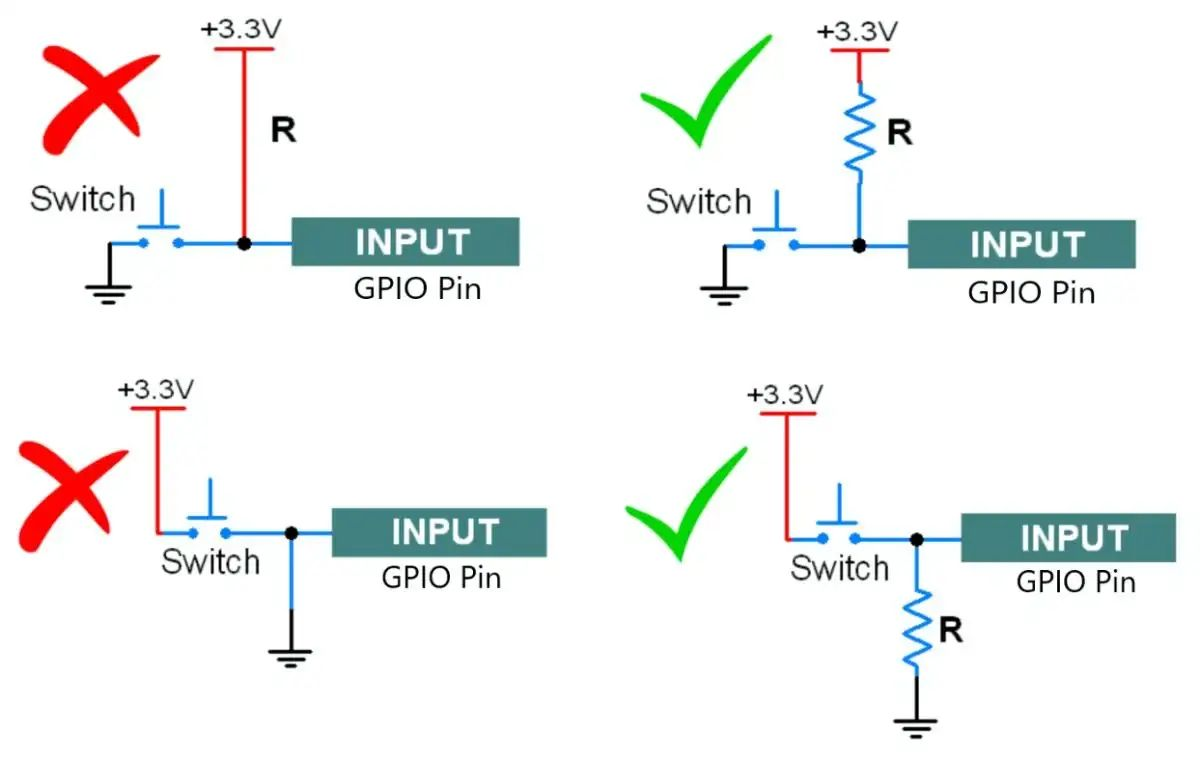 +3.3V
R
Switch
INPUT
GPIO Pin
+3.3V
R
Switch
INPUT
GPIO Pin
+3.3V
INPUT
Switch
GPIO Pin
+3.3V
INPUT
Switch
GPIO Pin
R